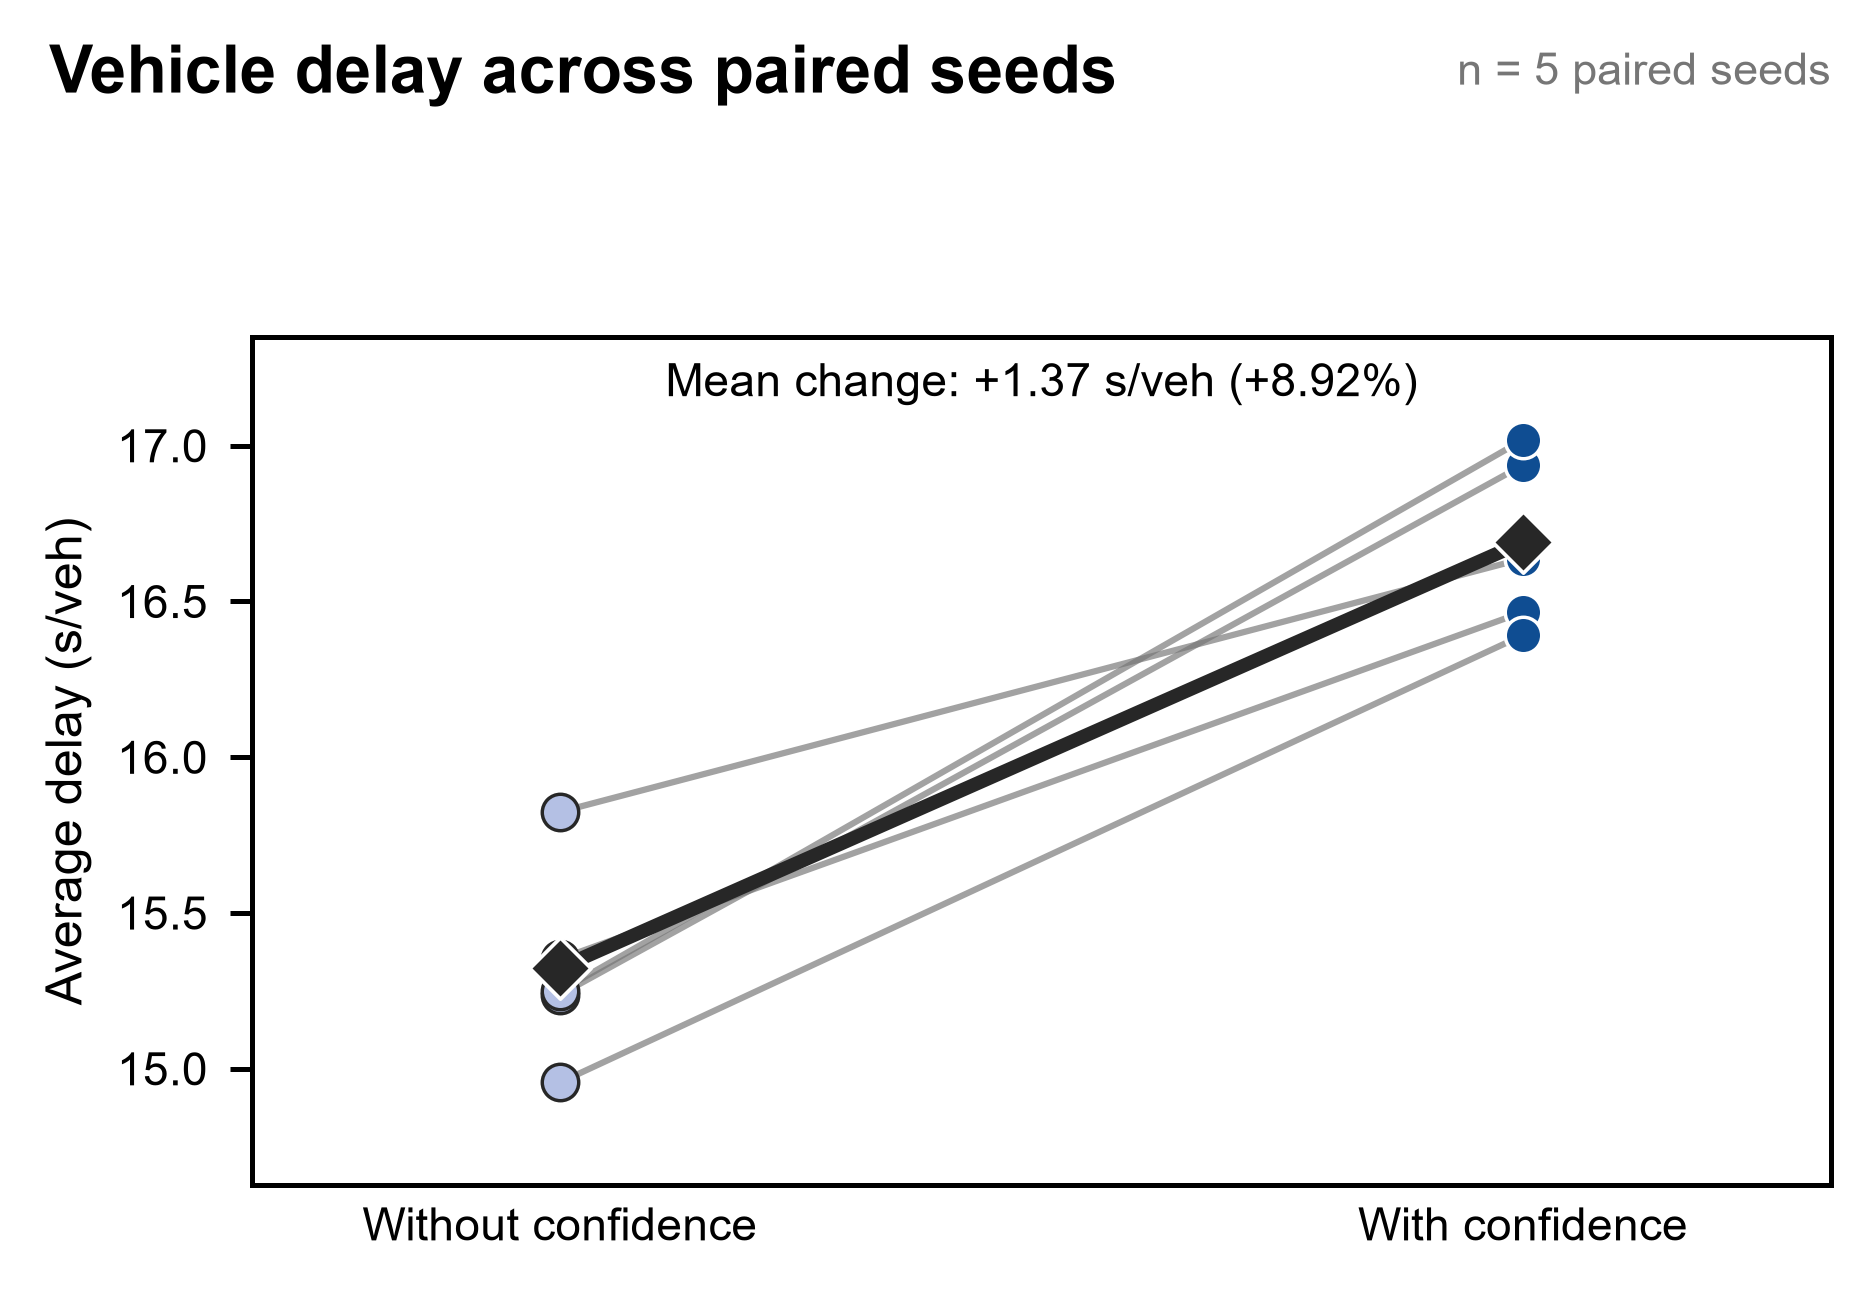 Vehicle delay across paired seeds
n = 5 paired seeds
Mean change: +1.37 s/veh (+8.92%)
Average delay (s/veh)
17.0
16.5
16.0
15.5
15.0
Without confidence
With confidence